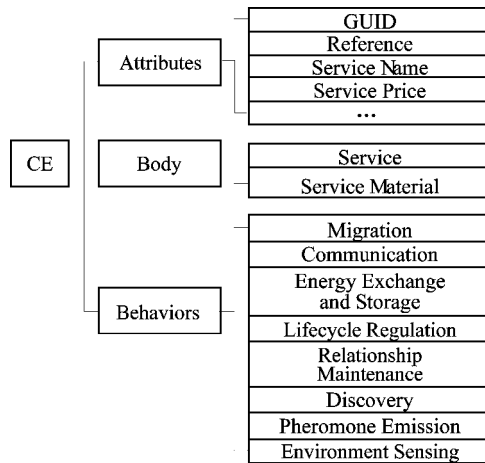 GUID
Reference
Attributes
Service Name
Service Price
...
CE
Body
Service
Service Material
Migration
Communication
Energy Exchange
and Storage
Behaviors
Lifecycle Regulation
Relationship
Maintenance
Discovery
Pheromone Emission
Environment Sensing